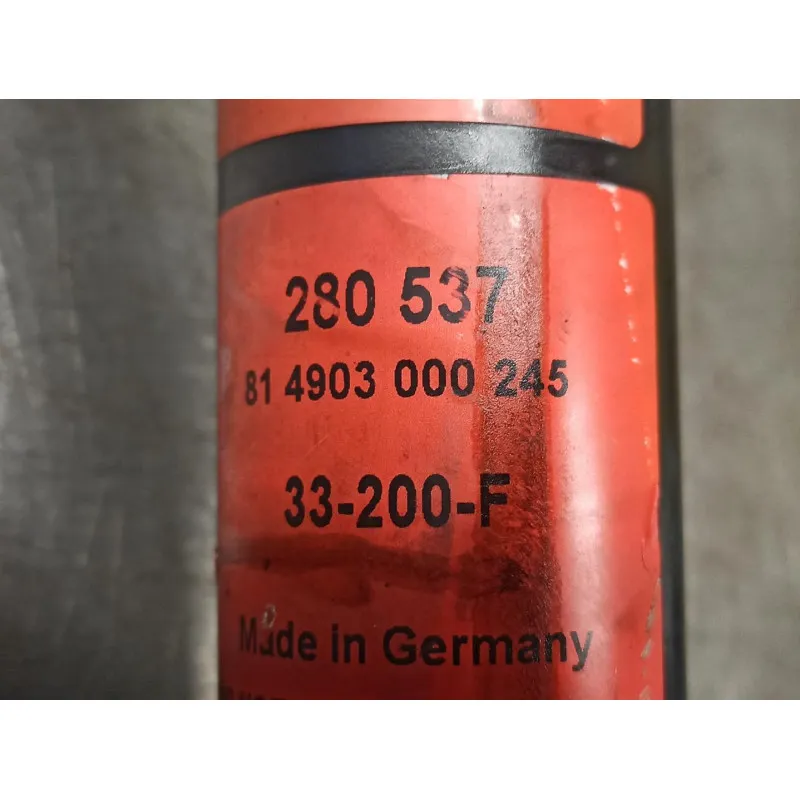 280 537
81 4903 000 245
33-200-F
Made in Germany